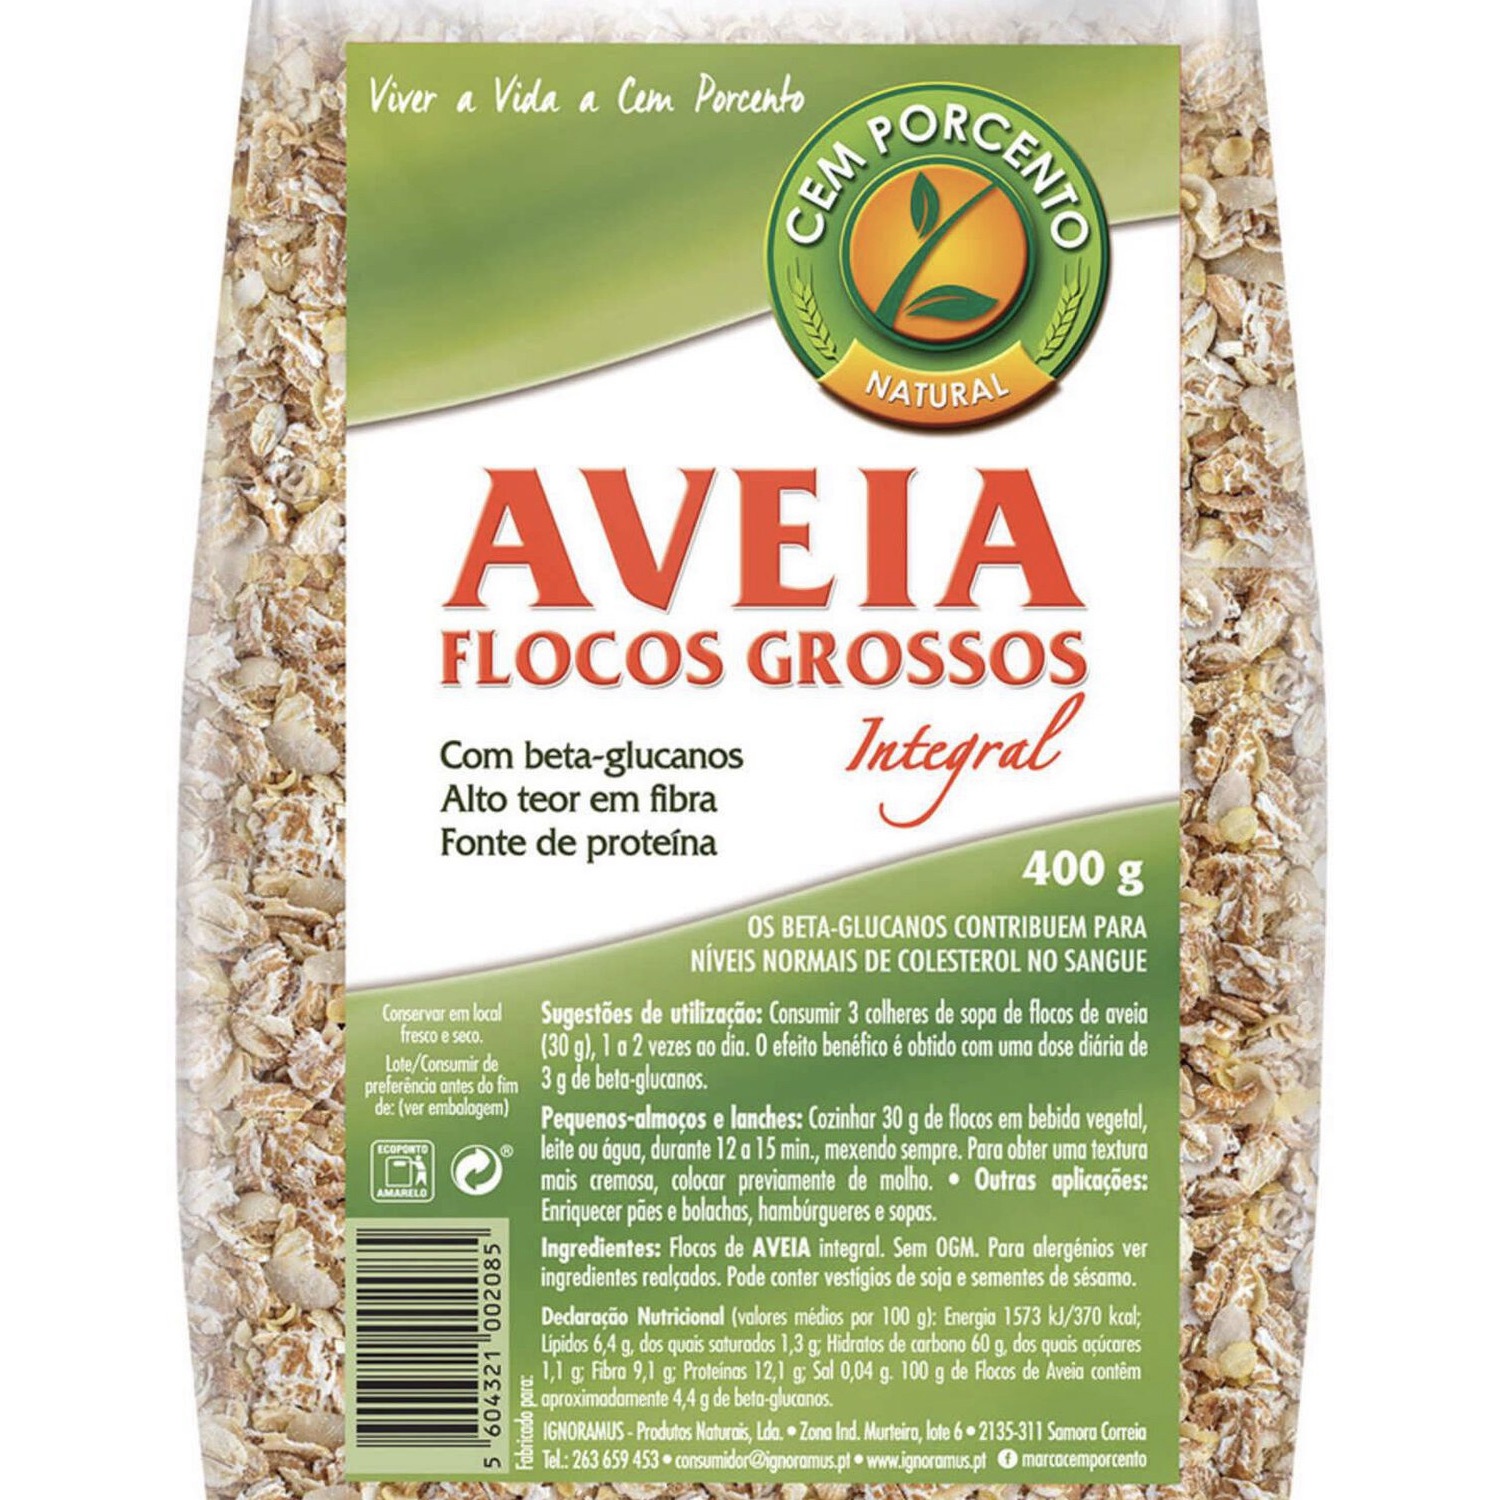 Viver a Vida a Cem Porcento
CEM PORCENTO
NATURAL
AVEIA
FLOCOS GROSSOS
Integral
Com beta-glucanos
Alto teor em fibra
Fonte de proteína
400 g
OS BETA-GLUCANOS CONTRIBUEM PARA
NÍVEIS NORMAIS DE COLESTEROL NO SANGUE
Conservar em local
fresco e seco.
Lote/Consumir de
preferência antes do fim
de: (ver embalagem)
ECOPONTO
AMARELO
®
5 604321 002085
Sugestões de utilização: Consumir 3 colheres de sopa de flocos de aveia
(30 g), 1 a 2 vezes ao dia. O efeito benéfico é obtido com uma dose diária de
3 g de beta-glucanos.
Pequenos-almoços e lanches: Cozinhar 30 g de flocos em bebida vegetal,
leite ou água, durante 12 a 15 min., mexendo sempre. Para obter uma textura
mais cremosa, colocar previamente de molho. • Outras aplicações:
Enriquecer pães e bolachas, hambúrgueres e sopas.
Ingredientes: Flocos de AVEIA integral. Sem OGM. Para alergénios ver
ingredientes realçados. Pode conter vestígios de soja e sementes de sésamo.
Declaração Nutricional (valores médios por 100 g): Energia 1573 kJ/370 kcal;
Lípidos 6,4 g, dos quais saturados 1,3 g; Hidratos de carbono 60 g, dos quais açúcares
1,1 g; Fibra 9,1 g; Proteínas 12,1 g; Sal 0,04 g. 100 g de Flocos de Aveia contêm
aproximadamente 4,4 g de beta-glucanos.
Fabricado para:
IGNORAMUS - Produtos Naturais, Lda. • Zona Ind. Murteira, lote 6 • 2135-311 Samora Correia
Tel.: 263 659 453 • consumidor@ignoramus.pt • www.ignoramus.pt f marcacemporcento